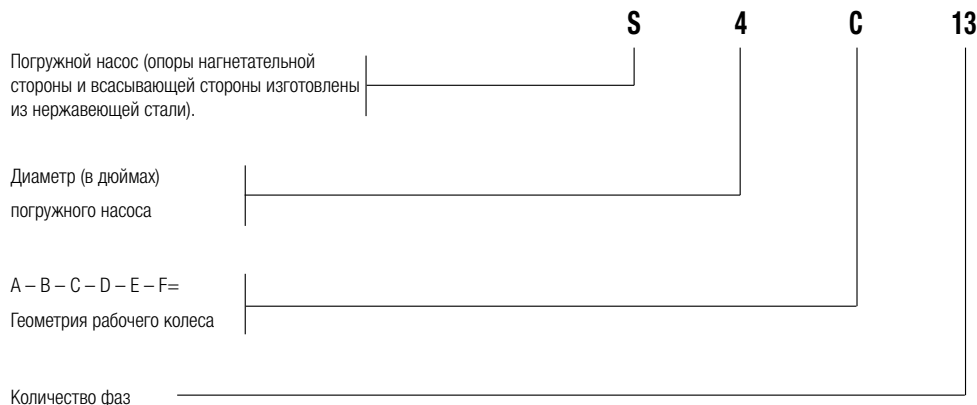 S 4 C 13
Погружной насос (опоры нагнетательной
стороны и всасывающей стороны изготовлены
из нержавеющей стали).
Диаметр (в дюймах)
погружного насоса
A – B – C – D – E – F=
Геометрия рабочего колеса
Количество фаз